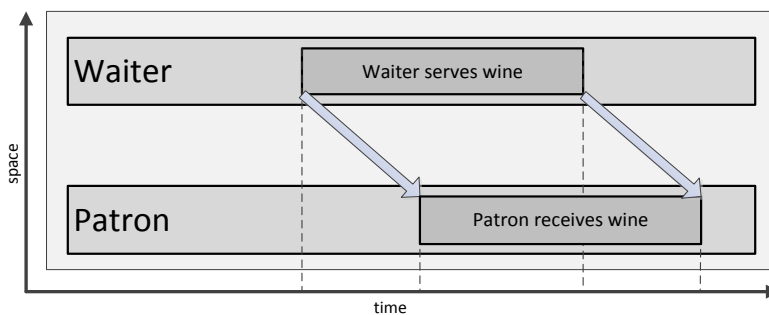 Waiter
Waiter serves wine
space
Patron
Patron receives wine
time